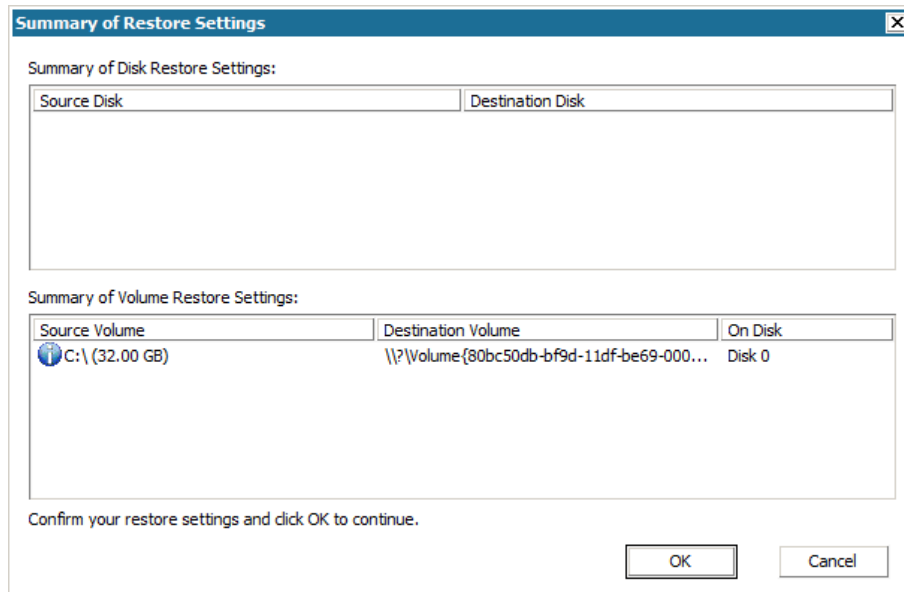 Summary of Restore Settings
Summary of Disk Restore Settings:
Source Disk Destination Disk
Summary of Volume Restore Settings:
Source Volume Destination Volume On Disk
C:\ (32.00 GB) \\?\Volume{80bc50db-bf9d-11df-be69-000... Disk 0
Confirm your restore settings and click OK to continue.
OK Cancel